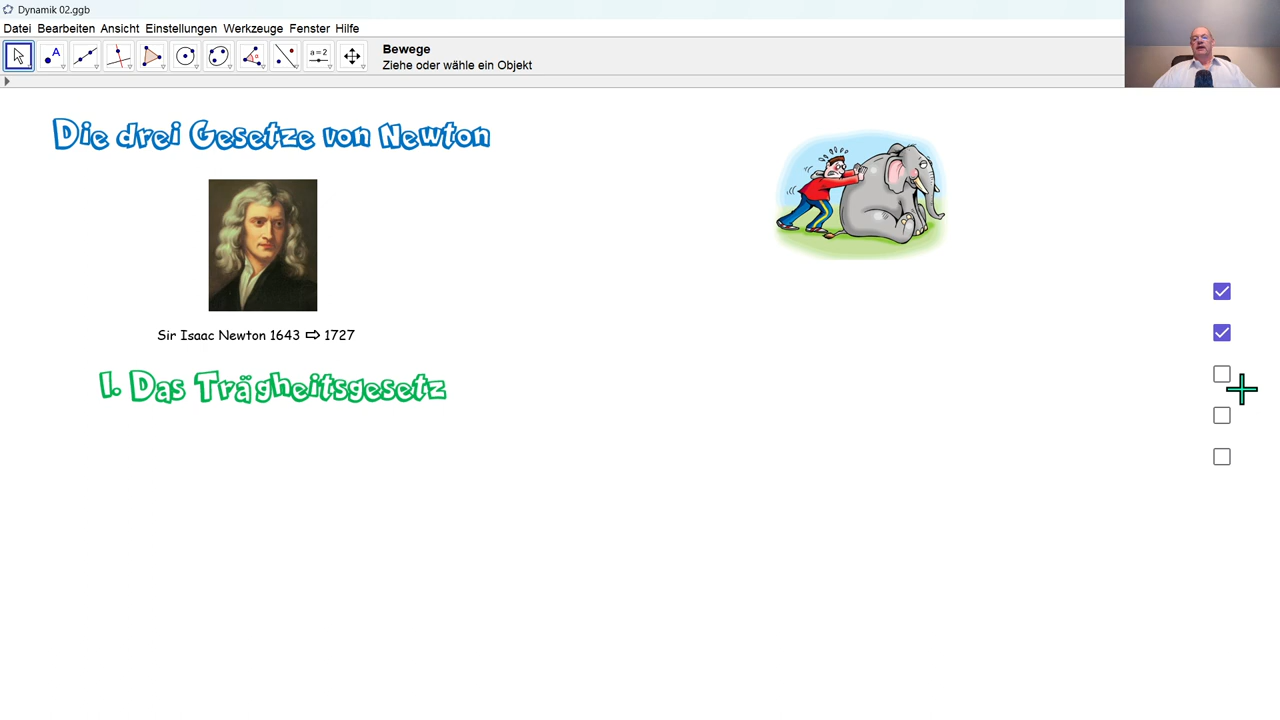 Dynamik 02.ggb
Datei Bearbeiten Ansicht Einstellungen Werkzeuge Fenster Hilfe
A
a=2
Bewege
Ziehe oder wähle ein Objekt
Die drei Gesetze von Newton
Sir Isaac Newton 1643 ⇨ 1727
1. Das Trägheitsgesetz